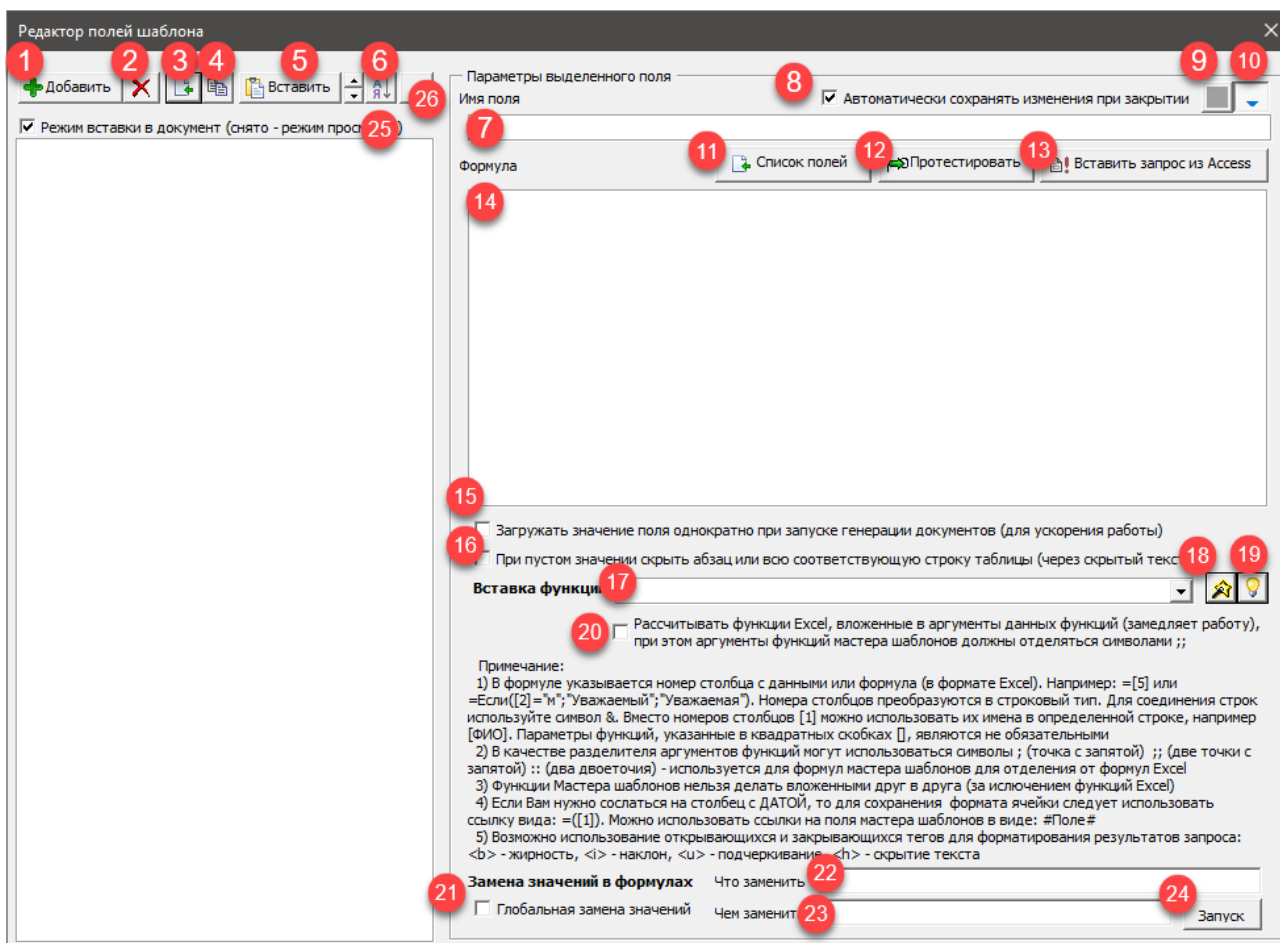 Редактор полей шаблона
1 2 3 4 5 6 8 9 10
Добавить Вставить А Я 26
Параметры выделенного поля
Имя поля Автоматически сохранять изменения при закрытии
Режим вставки в документ (снято - режим 25 )
7
11 12 13
Формула Список полей Протестировать Вставить запрос из Access
14
15
Загружать значение поля однократно при запуске генерации документов (для ускорения работы)
16
При пустом значении скрыть абзац или всю соответствующую строку таблицы (через скрытый 18 19
Вставка 17
20
Рассчитывать функции Excel, вложенные в аргументы данных функций (замедляет работу),
при этом аргументы функций мастера шаблонов должны отделяться символами ;;
Примечание:
1) В формуле указывается номер столбца с данными или формула (в формате Excel). Например: =[5] или
=Если([2]="м";"Уважаемый";"Уважаемая"). Номера столбцов преобразуются в строковый тип. Для соединения строк
используйте символ &. Вместо номеров столбцов [1] можно использовать их имена в определенной строке, например
[ФИО]. Параметры функций, указанные в квадратных скобках [], являются не обязательными
2) В качестве разделителя аргументов функций могут использоваться символы ; (точка с запятой) ;; (две точки с
запятой) :: (два двоеточия) - используется для формул мастера шаблонов для отделения от формул Excel
3) Функции Мастера шаблонов нельзя делать вложенными друг в друга (за ислючением функций Excel)
4) Если Вам нужно сослаться на столбец с ДАТОЙ, то для сохранения формата ячейки следует использовать
ссылку вида: =([1]). Можно использовать ссылки на поля мастера шаблонов в виде: #Поле#
5) Возможно использование открывающихся и закрывающихся тегов для форматирования результатов запроса:
<b> - жирность, <i> - наклон, <u> - подчеркивание, <h> - скрытие текста
Замена значений в формулах Что заменить 22
21 24
Глобальная замена значений Чем заменить 23 Запуск